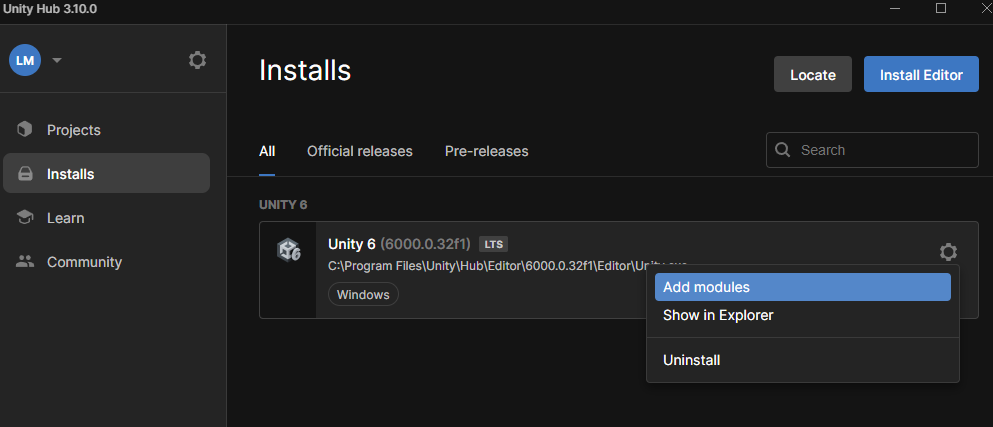 Unity Hub 3.10.0
LM
Installs
Locate
Install Editor
Projects
Installs
Learn
Community
All
Official releases
Pre-releases
Search
UNITY 6
Unity 6 (6000.0.32f1) LTS
C:\Program Files\Unity\Hub\Editor\6000.0.32f1\Editor\Unity.exe
Windows
Add modules
Show in Explorer
Uninstall